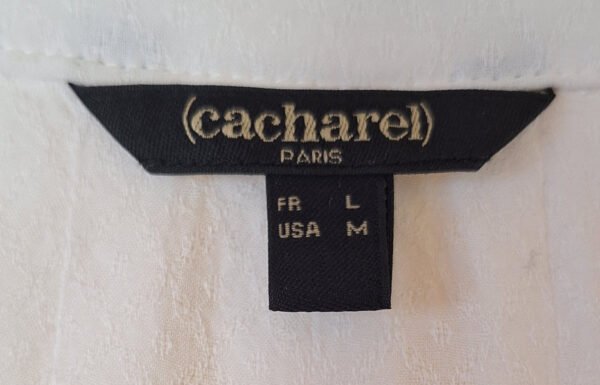 (cacharel)
PARIS
FR L
USA M